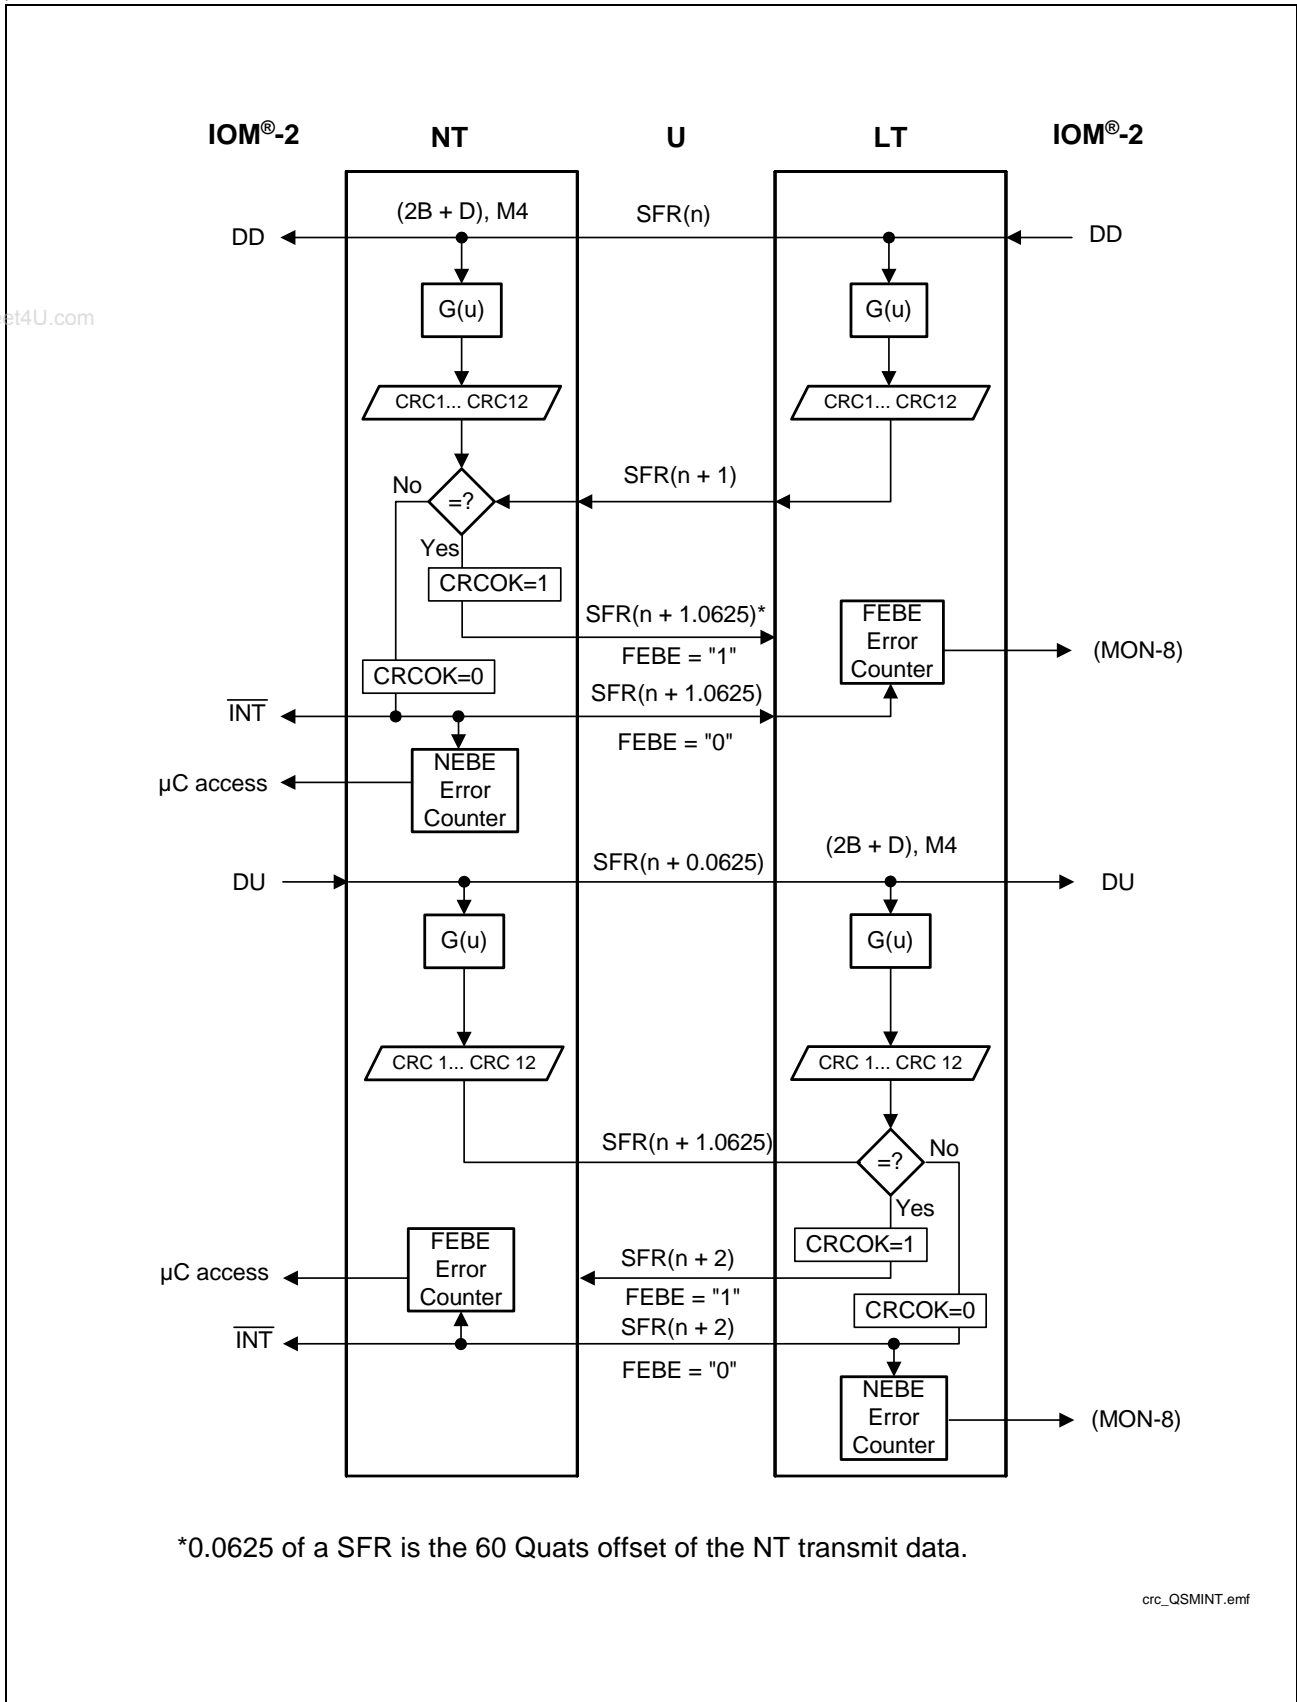 IOM®-2 NT U LT IOM®-2
(2B + D), M4 SFR(n)
DD DD
G(u) G(u)
et4U.com
CRC1... CRC12 CRC1... CRC12
No SFR(n + 1)
=?
Yes
CRCOK=1
SFR(n + 1.0625)*
FEBE = "1"
FEBE
Error
Counter
(MON-8)
CRCOK=0
SFR(n + 1.0625)
INT
FEBE = "0"
NEBE
Error
Counter
µC access
(2B + D), M4
SFR(n + 0.0625)
DU DU
G(u) G(u)
CRC 1... CRC 12 CRC 1... CRC 12
SFR(n + 1.0625) No
=?
Yes
CRCOK=1
FEBE
Error
Counter
µC access
SFR(n + 2)
FEBE = "1"
CRCOK=0
SFR(n + 2)
INT
FEBE = "0"
NEBE
Error
Counter
(MON-8)
*0.0625 of a SFR is the 60 Quats offset of the NT transmit data.
crc_QSMINT.emf